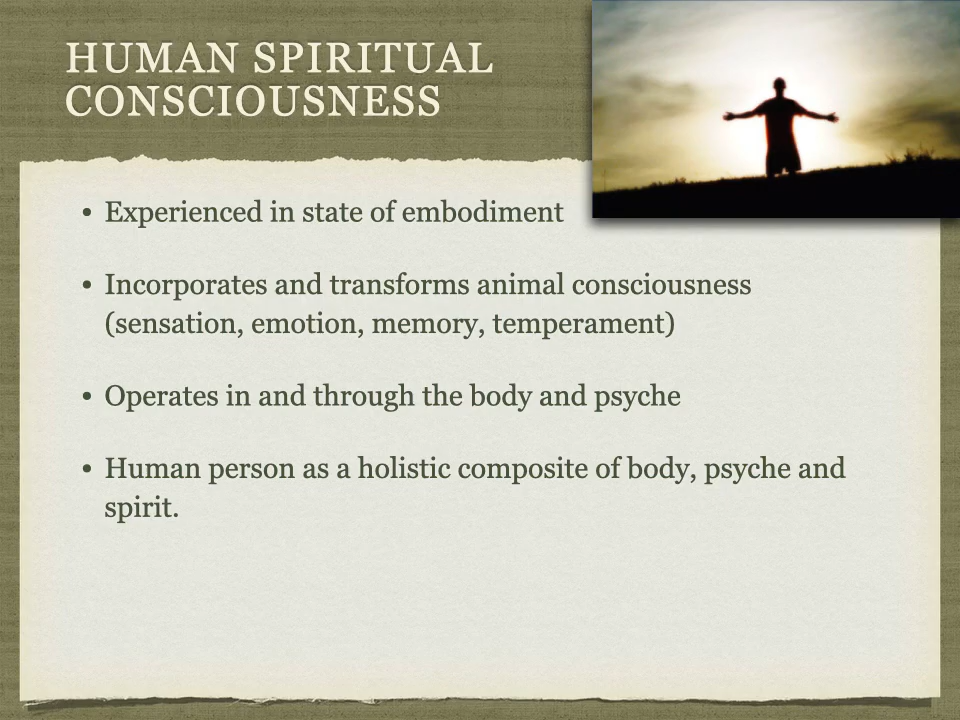 HUMAN SPIRITUAL
CONSCIOUSNESS
• Experienced in state of embodiment
• Incorporates and transforms animal consciousness
(sensation, emotion, memory, temperament)
• Operates in and through the body and psyche
• Human person as a holistic composite of body, psyche and
spirit.